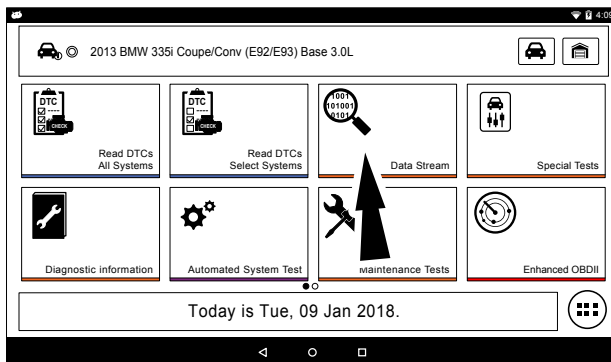 4:09
2013 BMW 335i Coupe/Conv (E92/E93) Base 3.0L
DTC
CHECK
Read DTCs
All Systems
DTC
CHECK
Read DTCs
Select Systems
1001
101001
0101
Data Stream
Special Tests
Diagnostic information
Automated System Test
Maintenance Tests
Enhanced OBDII
Today is Tue, 09 Jan 2018.